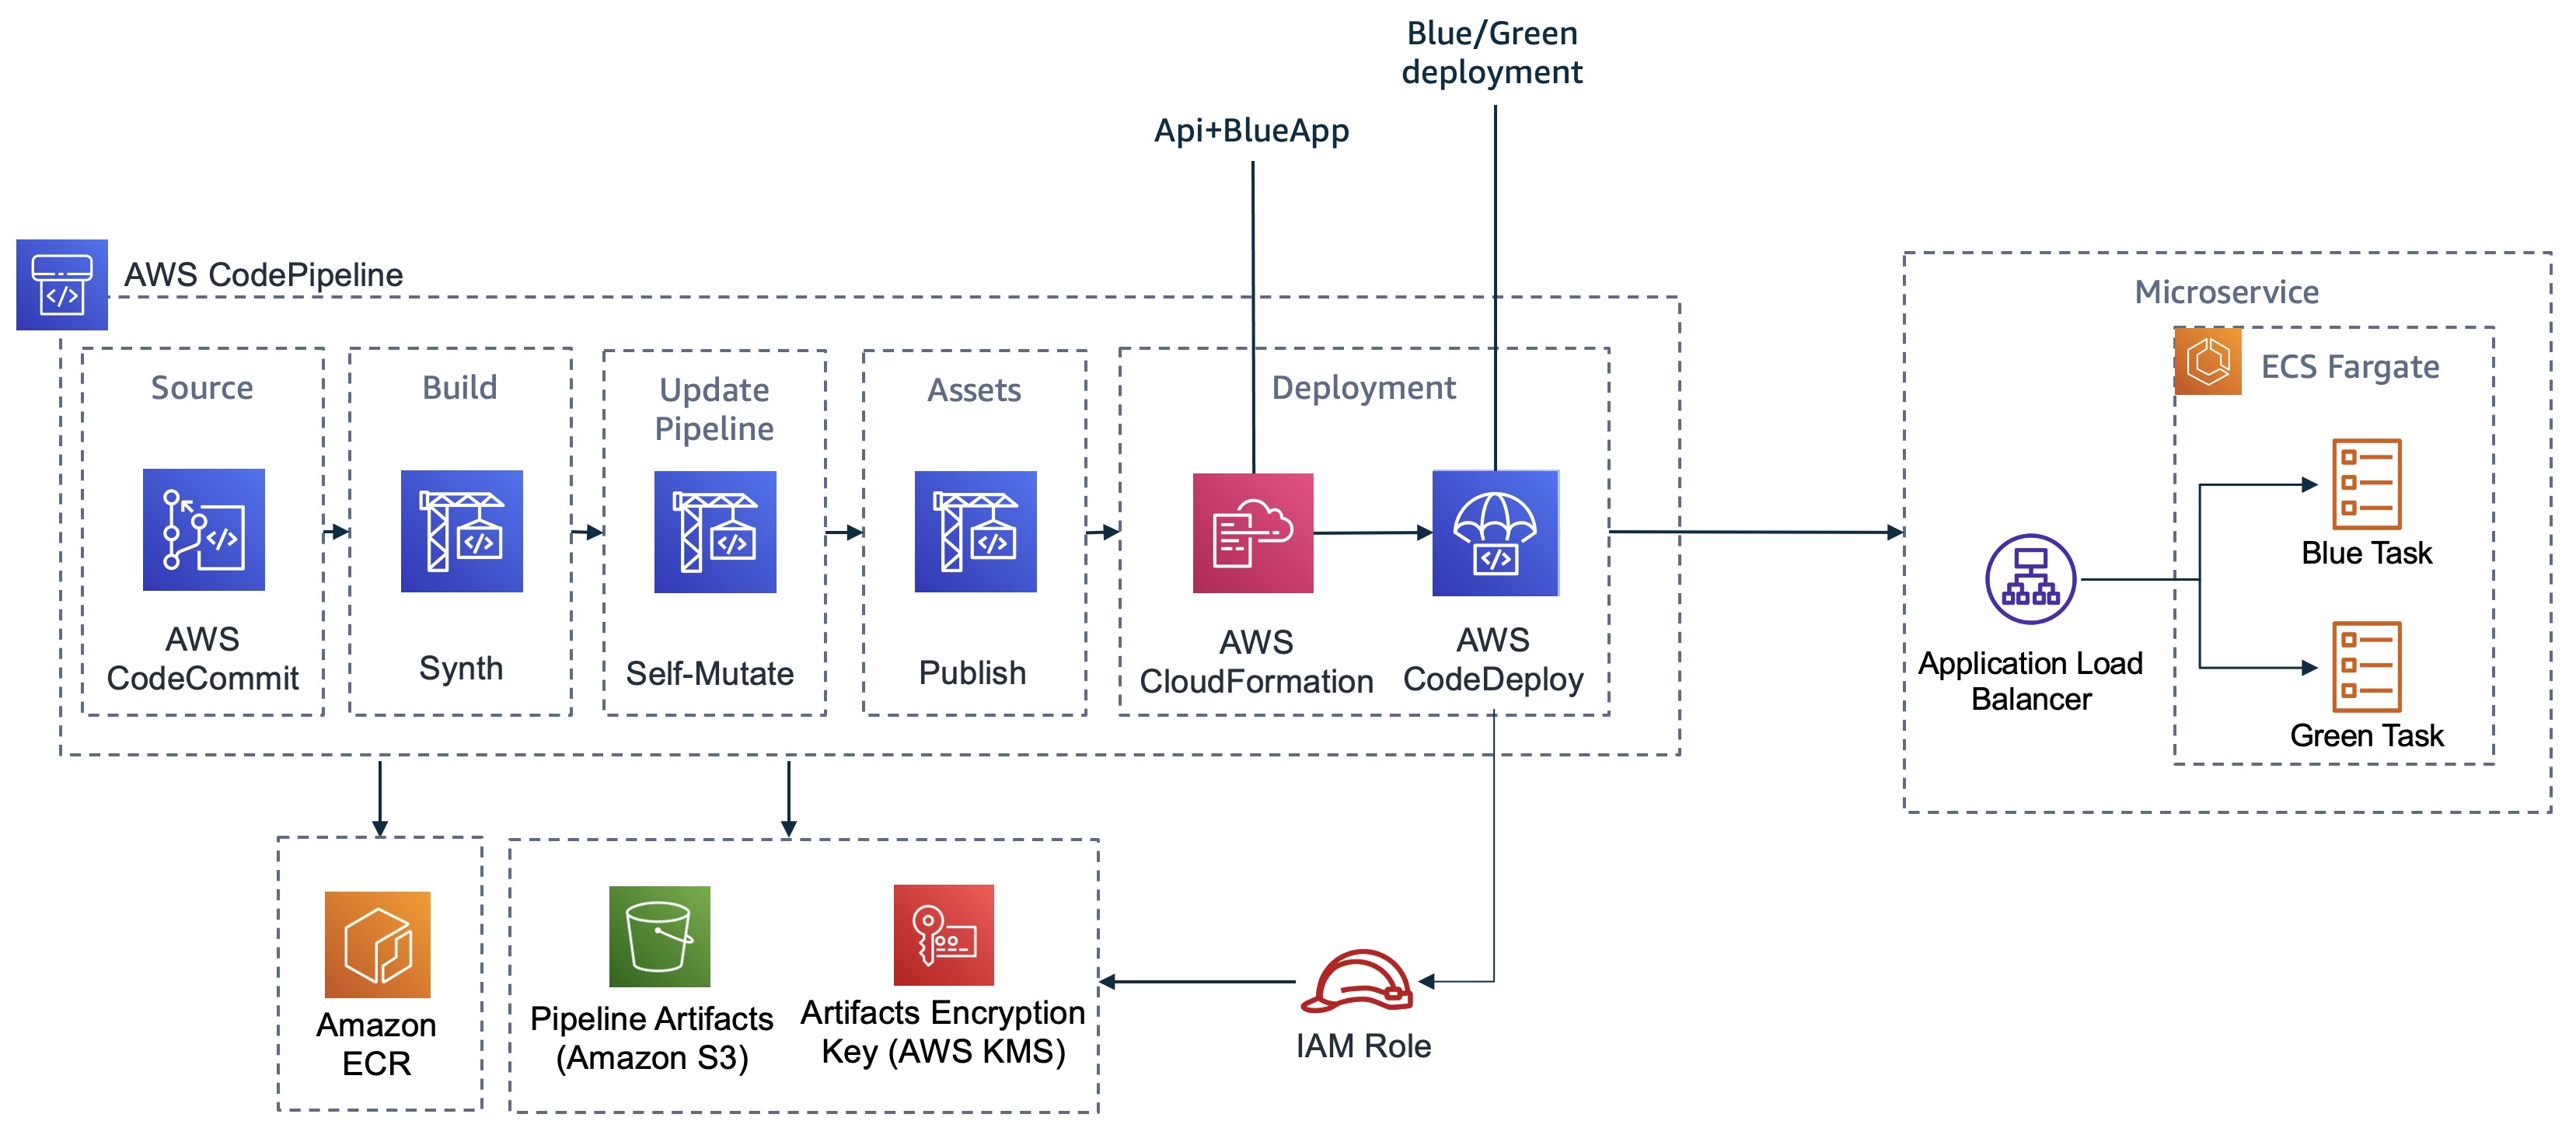 Blue/Green
deployment
Api+BlueApp
AWS CodePipeline
Source
AWS
CodeCommit
Build
Synth
Update
Pipeline
Self-Mutate
Assets
Publish
Deployment
AWS
CloudFormation
AWS
CodeDeploy
Microservice
ECS Fargate
Blue Task
Application Load
Balancer
Green Task
Amazon
ECR
Pipeline Artifacts
(Amazon S3)
Artifacts Encryption
Key (AWS KMS)
IAM Role